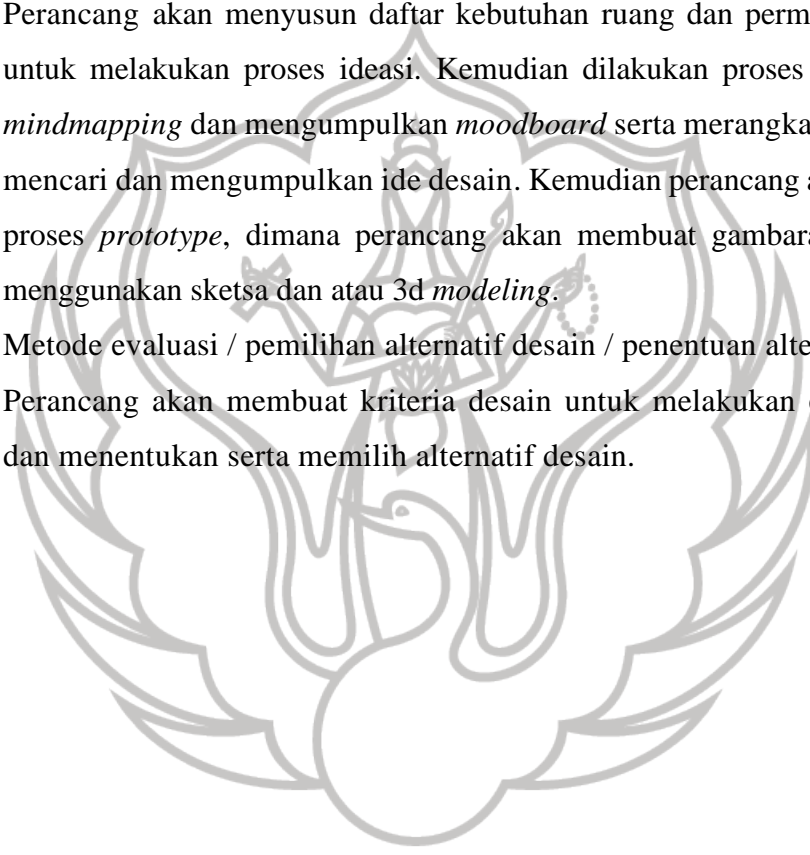 Perancang akan menyusun daftar kebutuhan ruang dan perm
untuk melakukan proses ideasi. Kemudian dilakukan proses
mindmapping dan mengumpulkan moodboard serta merangka
mencari dan mengumpulkan ide desain. Kemudian perancang a
proses prototype, dimana perancang akan membuat gambara
menggunakan sketsa dan atau 3d modeling.
Metode evaluasi / pemilihan alternatif desain / penentuan alte
Perancang akan membuat kriteria desain untuk melakukan
dan menentukan serta memilih alternatif desain.